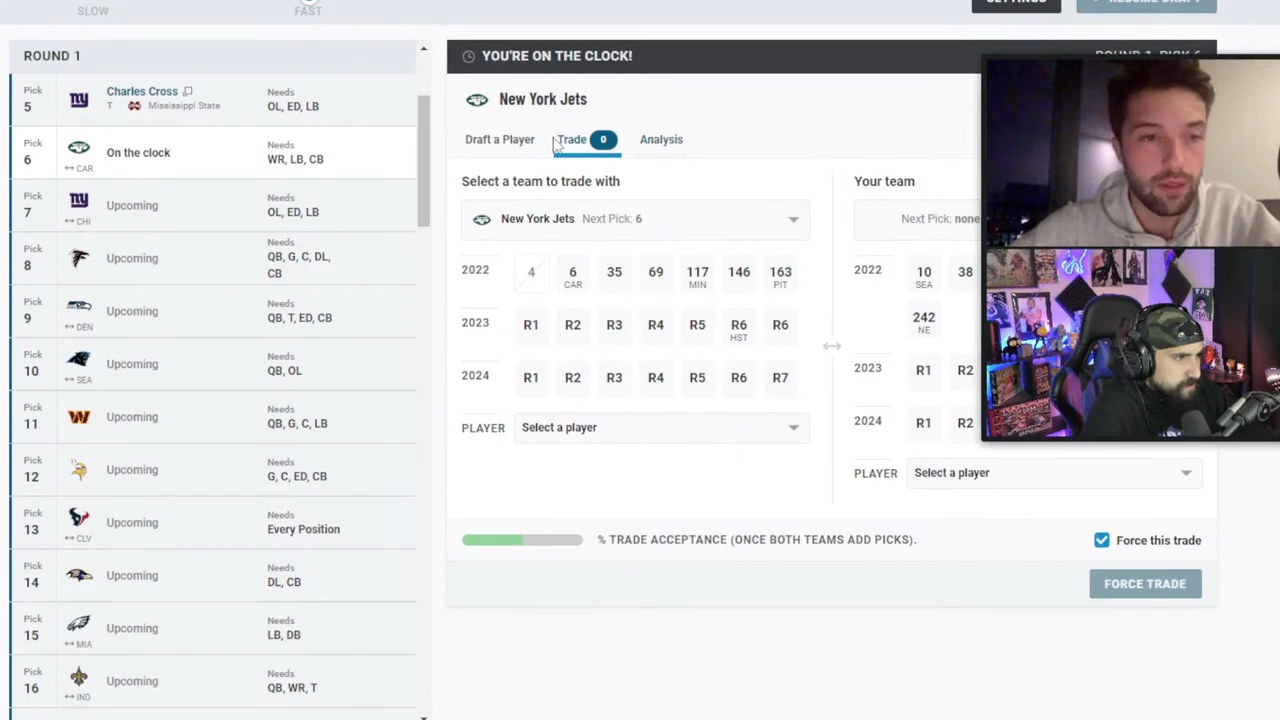 SLOW
FAST
SETTINGS
RESUME DRAFT
ROUND 1
Pick 5
Charles Cross
T Mississippi State
Needs
OL, ED, LB
Pick 6
↔ CAR
On the clock
Needs
WR, LB, CB
Pick 7
↔ CHI
Upcoming
Needs
OL, ED, LB
Pick 8
Upcoming
Needs
QB, G, C, DL,
CB
Pick 9
↔ DEN
Upcoming
Needs
QB, T, ED, CB
Pick 10
↔ SEA
Upcoming
Needs
QB, OL
Pick 11
Upcoming
Needs
QB, G, C, LB
Pick 12
Upcoming
Needs
G, C, ED, CB
Pick 13
↔ CLV
Upcoming
Needs
Every Position
Pick 14
Upcoming
Needs
DL, CB
Pick 15
↔ MIA
Upcoming
Needs
LB, DB
Pick 16
↔ IND
Upcoming
Needs
QB, WR, T
YOU'RE ON THE CLOCK!
New York Jets
Draft a Player Trade 0 Analysis
Select a team to trade with
New York Jets Next Pick: 6
2022 4 6 35 69 117 146 163
CAR MIN PIT
2023 R1 R2 R3 R4 R5 R6 R6
HST
2024 R1 R2 R3 R4 R5 R6 R7
PLAYER Select a player
Your team
Next Pick: none
2022 10 38
SEA
242
NE
2023 R1 R2
2024 R1 R2
PLAYER Select a player
% TRADE ACCEPTANCE (ONCE BOTH TEAMS ADD PICKS).
Force this trade
FORCE TRADE